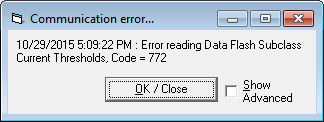 Communication error...
10/29/2015 5:09:22 PM : Error reading Data Flash Subclass
Current Thresholds, Code = 772
OK / Close
Show
Advanced